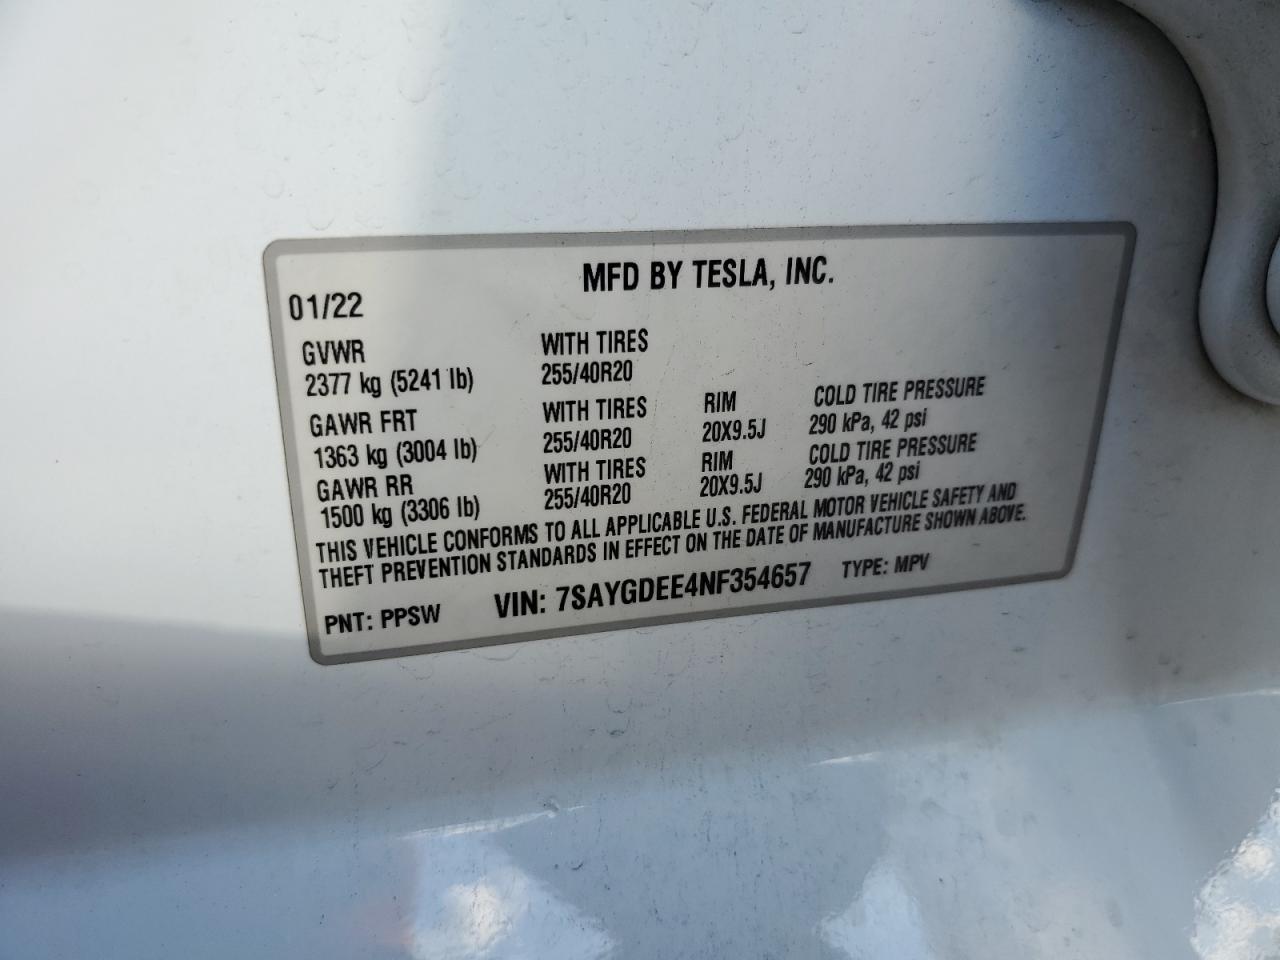 MFD BY TESLA, INC.
01/22
GVWR WITH TIRES
2377 kg (5241 lb) 255/40R20
GAWR FRT WITH TIRES RIM COLD TIRE PRESSURE
1363 kg (3004 lb) 255/40R20 20X9.5J 290 kPa, 42 psi
GAWR RR WITH TIRES RIM COLD TIRE PRESSURE
1500 kg (3306 lb) 255/40R20 20X9.5J 290 kPa, 42 psi
THIS VEHICLE CONFORMS TO ALL APPLICABLE U.S. FEDERAL MOTOR VEHICLE SAFETY AND
THEFT PREVENTION STANDARDS IN EFFECT ON THE DATE OF MANUFACTURE SHOWN ABOVE.
PNT: PPSW VIN: 7SAYGDEE4NF354657 TYPE: MPV